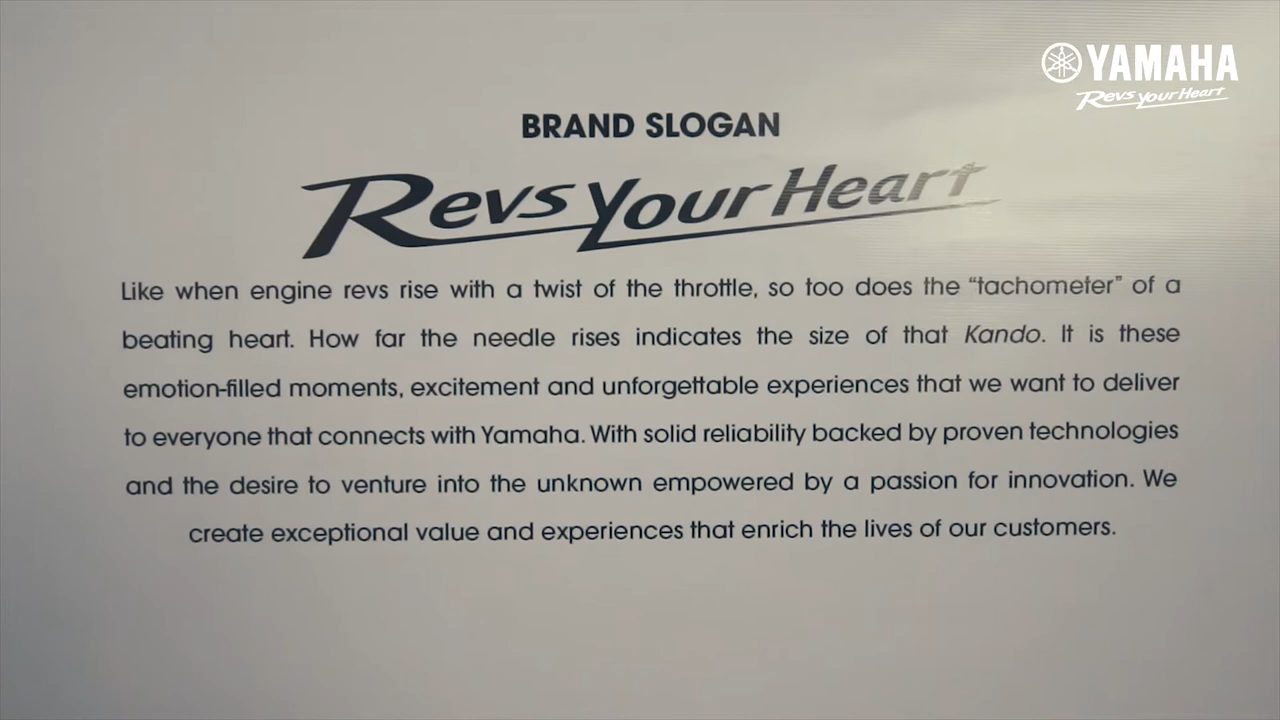 YAMAHA
Revs Your Heart
BRAND SLOGAN
Revs Your Heart
Like when engine revs rise with a twist of the throttle, so too does the “tachometer” of a
beating heart. How far the needle rises indicates the size of that Kando. It is these
emotion-filled moments, excitement and unforgettable experiences that we want to deliver
to everyone that connects with Yamaha. With solid reliability backed by proven technologies
and the desire to venture into the unknown empowered by a passion for innovation. We
create exceptional value and experiences that enrich the lives of our customers.